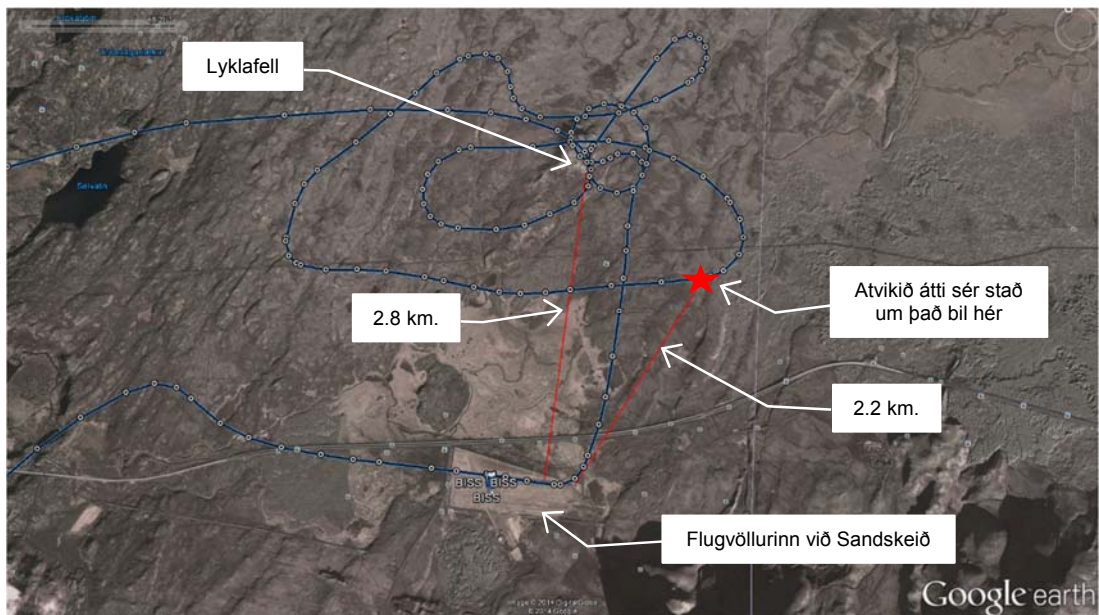 Lyklafell
Selvatn
Atvikið átti sér stað
um það bil hér
2.8 km.
2.2 km.
BISS BISS
BISS
Flugvöllurinn við Sandskeið
Google earth